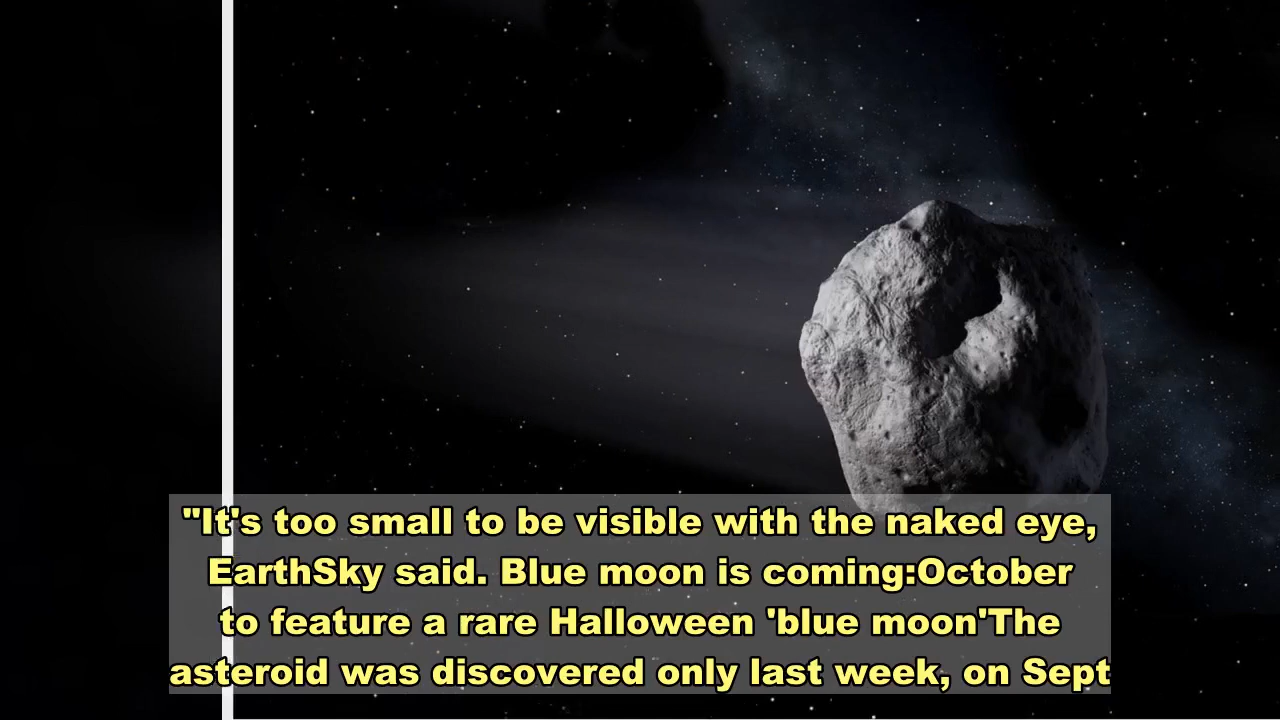 "It's too small to be visible with the naked eye,
EarthSky said. Blue moon is coming:October
to feature a rare Halloween 'blue moon'The
asteroid was discovered only last week, on Sept